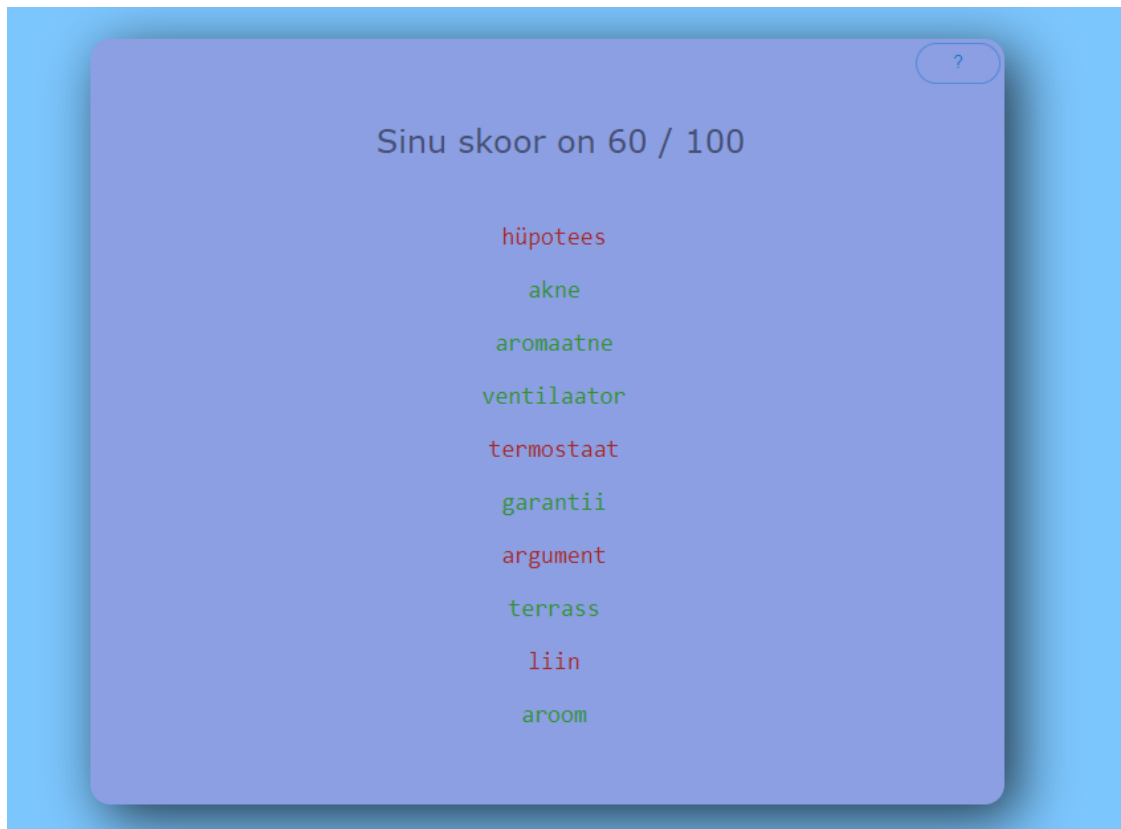 ?
Sinu skoor on 60 / 100
hüpotees
akne
aromaatne
ventilaator
termostaat
garantii
argument
terrass
liin
aroom